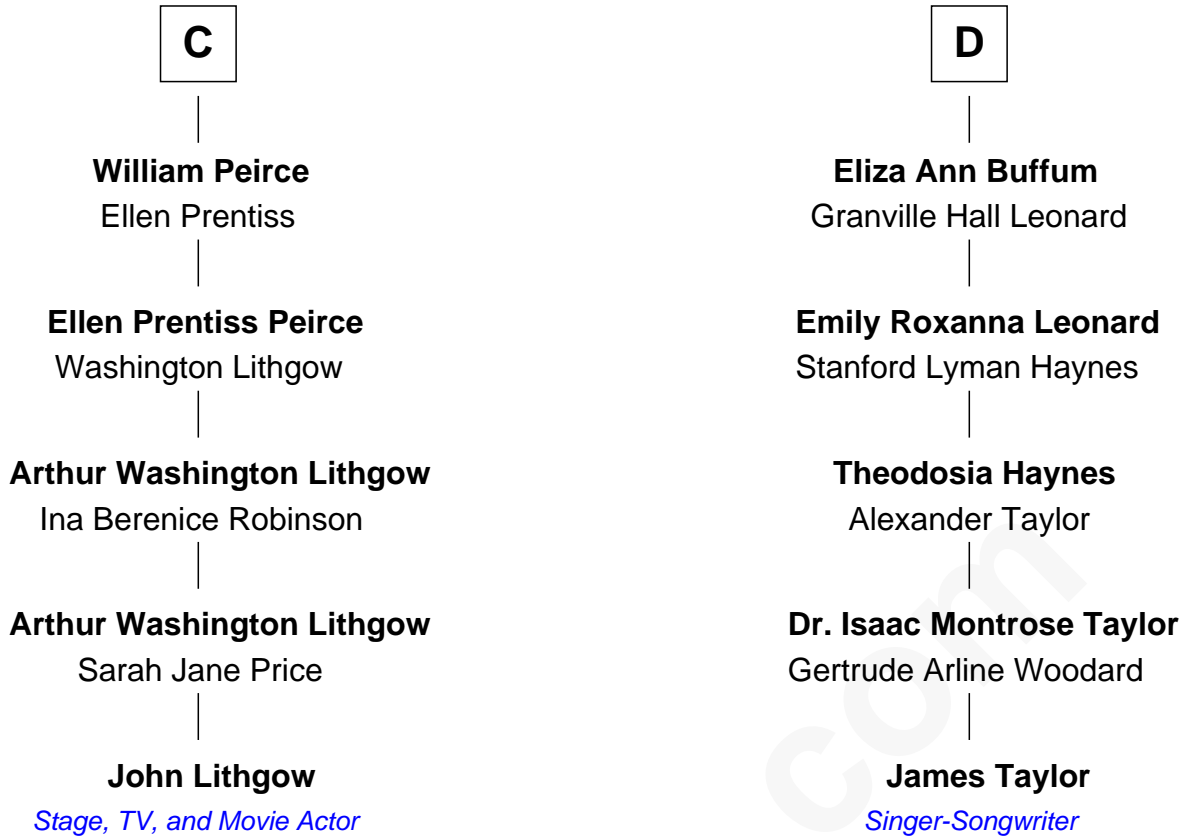 C
William Peirce
Ellen Prentiss
Ellen Prentiss Peirce
Washington Lithgow
Arthur Washington Lithgow
Ina Berenice Robinson
Arthur Washington Lithgow
Sarah Jane Price
John Lithgow
Stage, TV, and Movie Actor
D
Eliza Ann Buffum
Granville Hall Leonard
Emily Roxanna Leonard
Stanford Lyman Haynes
Theodosia Haynes
Alexander Taylor
Dr. Isaac Montrose Taylor
Gertrude Arline Woodard
James Taylor
Singer-Songwriter
com